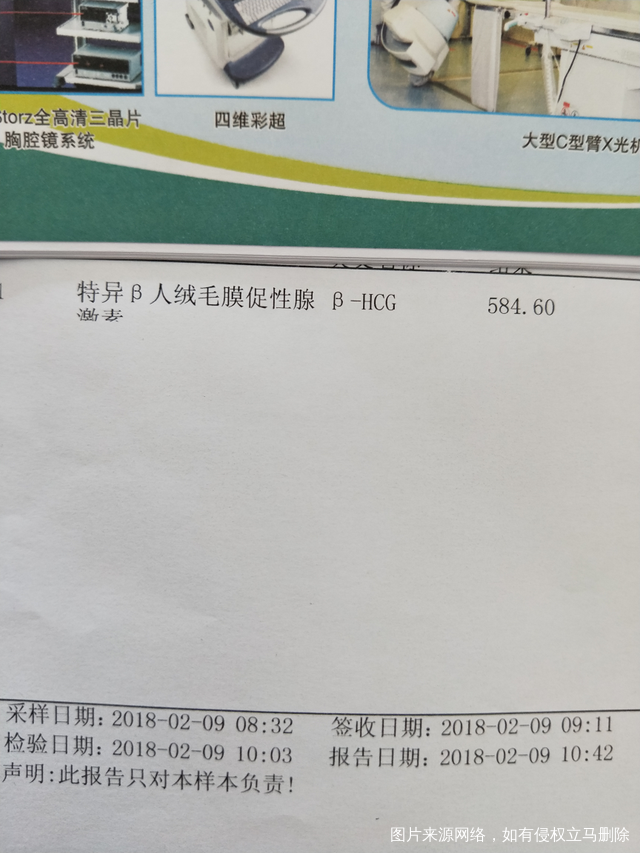 Storz全高清三晶片
胸腔镜系统
四维彩超
大型C型臂X光机
特异β人绒毛膜促性腺 β-HCG 584.60
激素
采样日期: 2018-02-09 08:32 签收日期: 2018-02-09 09:11
检验日期: 2018-02-09 10:03 报告日期: 2018-02-09 10:42
声明:此报告只对本样本负责!
图片来源网络，如有侵权立马删除